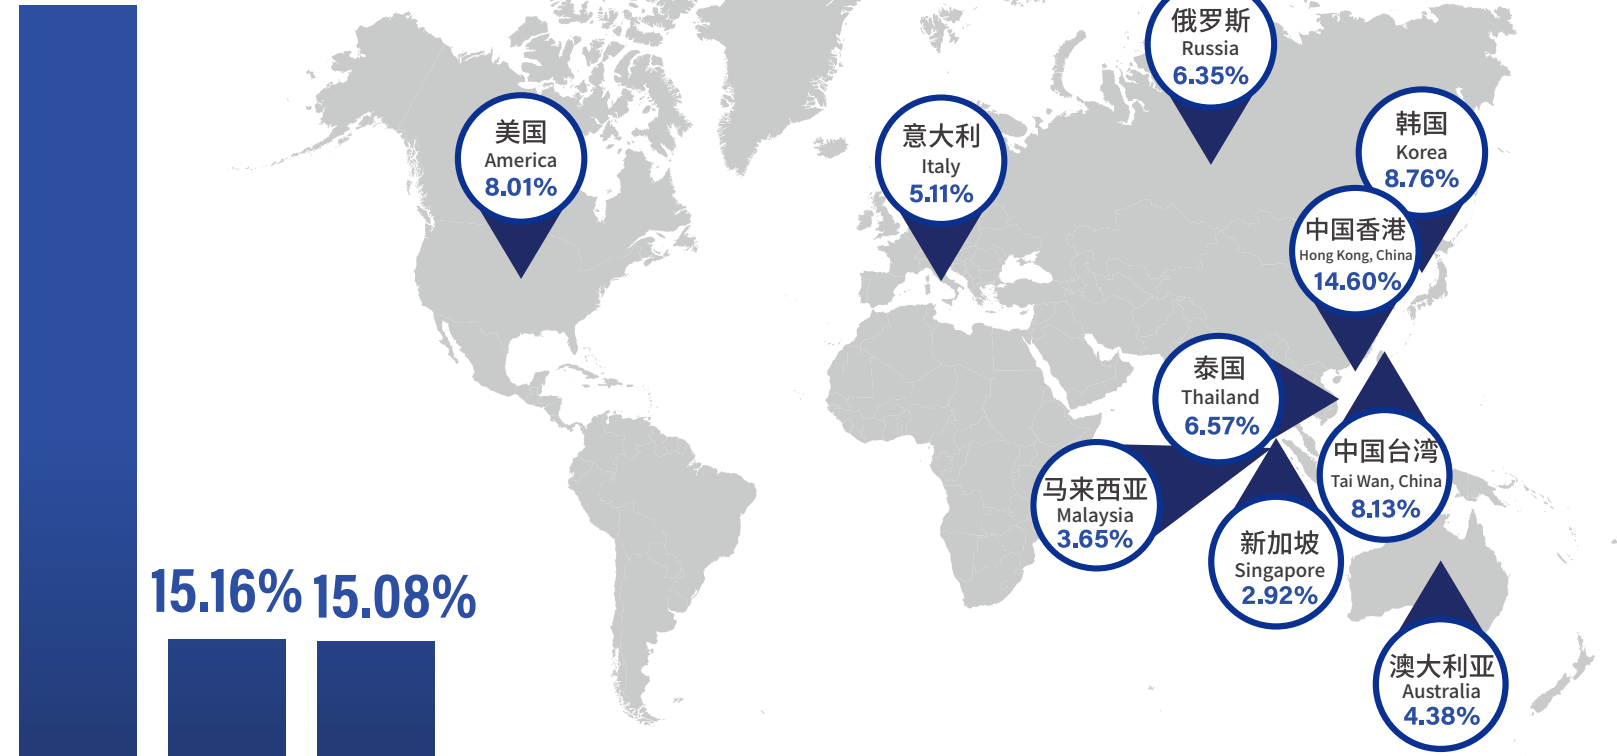 俄罗斯
Russia
6.35%
美国
America
8.01%
意大利
Italy
5.11%
韩国
Korea
8.76%
中国香港
Hong Kong, China
14.60%
泰国
Thailand
6.57%
中国台湾
Tai Wan, China
8.13%
马来西亚
Malaysia
3.65%
新加坡
Singapore
2.92%
15.16%
15.08%
澳大利亚
Australia
4.38%